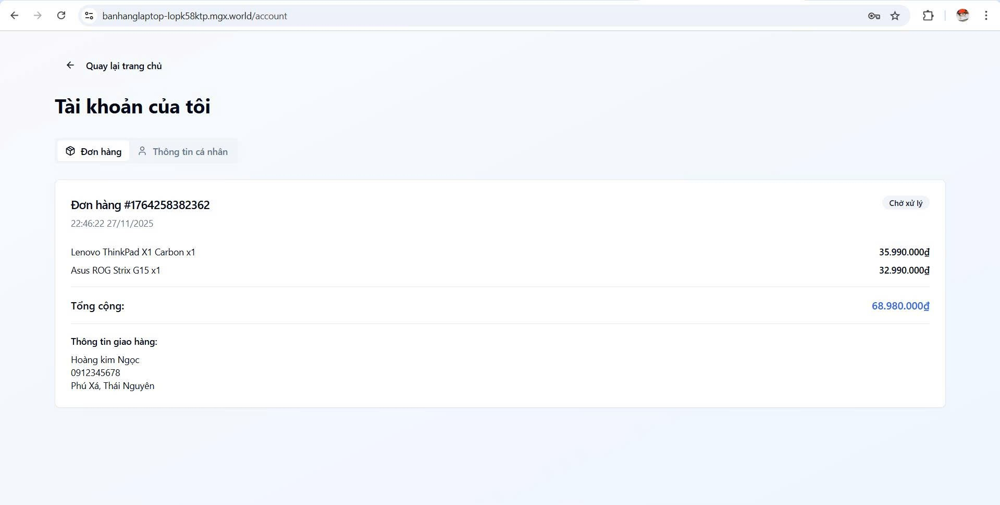 banhanglaptop-lopk58ktp.mgx.world/account
Quay lại trang chủ
Tài khoản của tôi
Đơn hàng
Thông tin cá nhân
Đơn hàng #1764258382362
Chờ xử lý
22:46:22 27/11/2025
Lenovo ThinkPad X1 Carbon x1
35.990.000₫
Asus ROG Strix G15 x1
32.990.000₫
Tổng cộng:
68.980.000₫
Thông tin giao hàng:
Hoàng kim Ngọc
0912345678
Phú Xá, Thái Nguyên